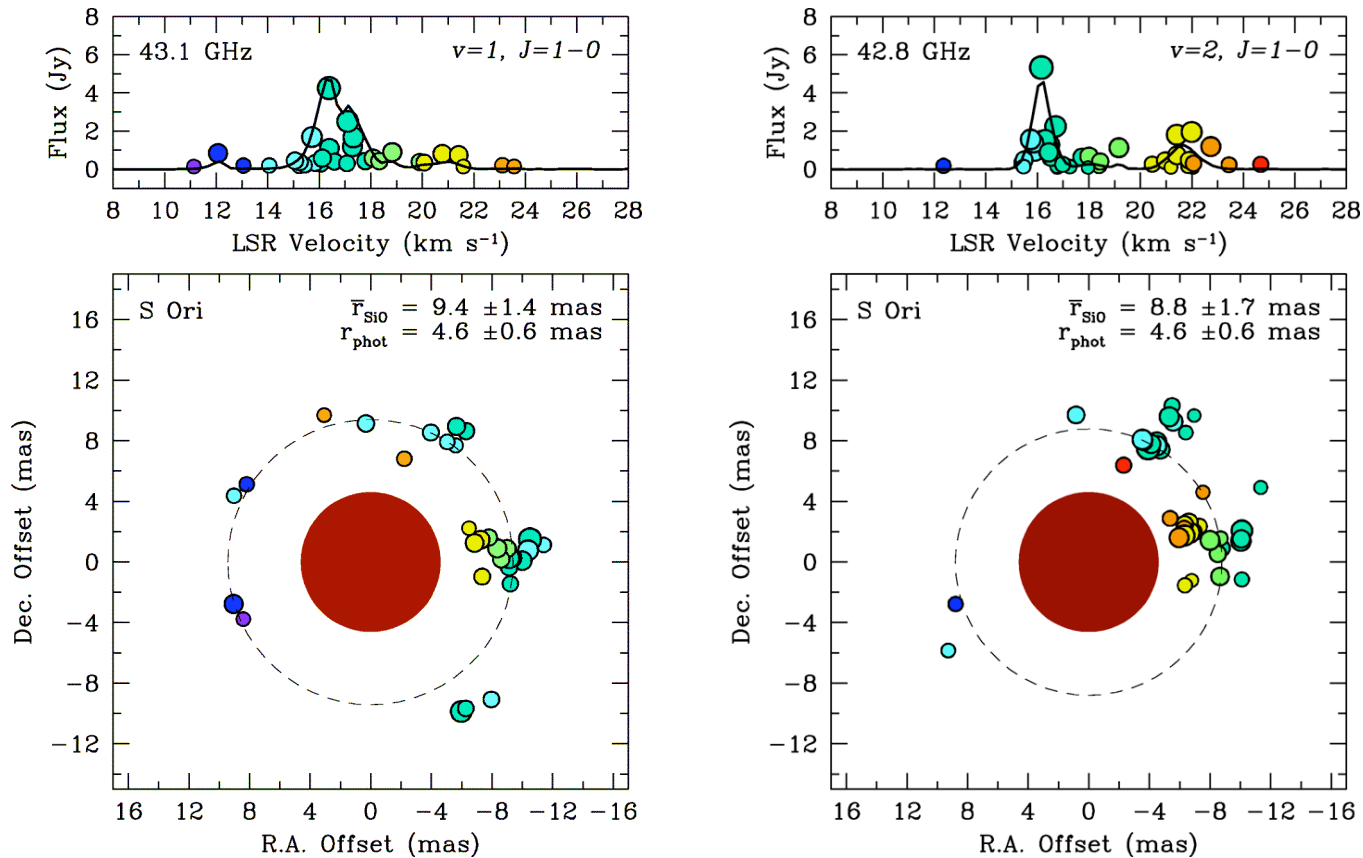 43.1 GHz
v=1, J=1-0
Flux (Jy)
8
6
4
2
0
8 10 12 14 16 18 20 22 24 26 28
LSR Velocity (km s⁻¹)
42.8 GHz
v=2, J=1-0
Flux (Jy)
8
6
4
2
0
8 10 12 14 16 18 20 22 24 26 28
LSR Velocity (km s⁻¹)
S Ori
r̅SiO = 9.4 ±1.4 mas
rphot = 4.6 ±0.6 mas
Dec. Offset (mas)
16
12
8
4
0
−4
−8
−12
16 12 8 4 0 −4 −8 −12 16
R.A. Offset (mas)
S Ori
r̅SiO = 8.8 ±1.7 mas
rphot = 4.6 ±0.6 mas
Dec. Offset (mas)
16
12
8
4
0
−4
−8
−12
16 12 8 4 0 −4 −8 −12 −16
R.A. Offset (mas)